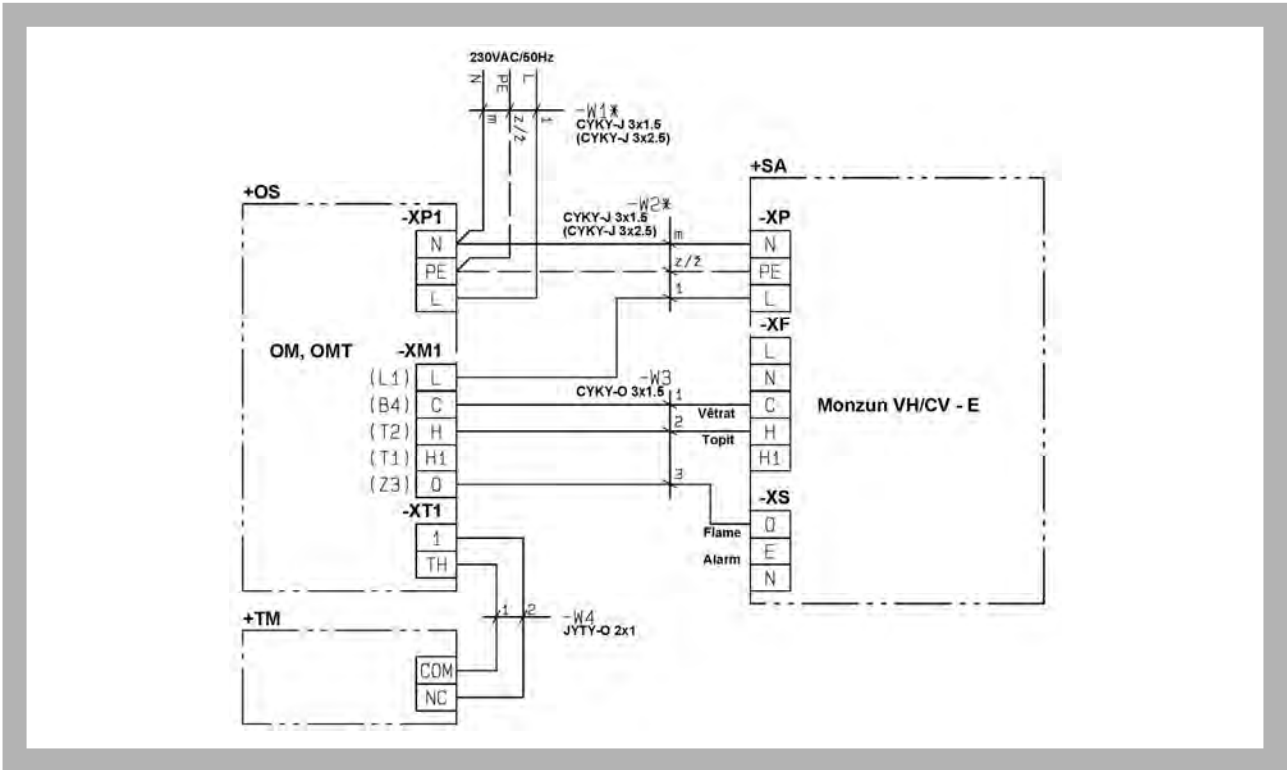 230VAC/50Hz
N
PE
L
m
z/ž
1
-W1*
CYKY-J 3x1.5
(CYKY-J 3x2.5)
+SA
+OS
-W2*
-XP1
CYKY-J 3x1.5
(CYKY-J 3x2.5)
-XP
N
m
N
PE
z/ž
PE
L
1
L
-XF
OM, OMT
-XM1
L
(L1) L
-W3
CYKY-O 3x1.5
N
(B4) C
1
Větrat
C
Monzun VH/CV - E
(T2) H
2
Topit
H
(T1) H1
H1
(Z3) O
3
-XS
-XT1
O
1
Flame
E
TH
Alarm
N
+TM
1
2
-W4
JYTY-O 2x1
COM
NC